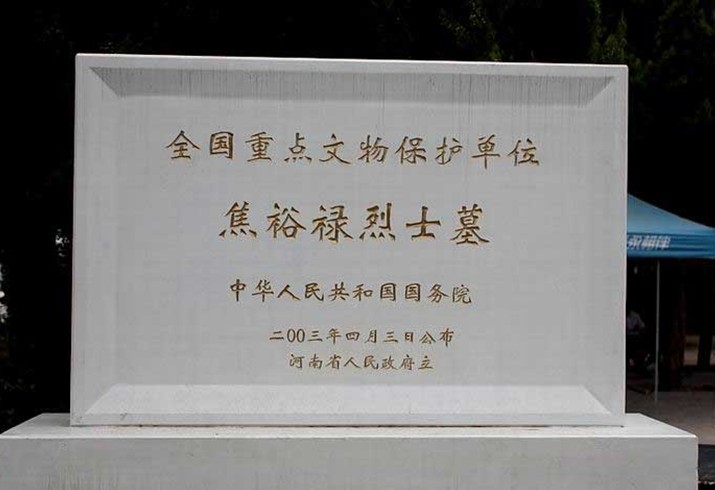 全国重点文物保护单位
焦裕禄烈士墓
中华人民共和国国务院
二00三年四月三日公布
河南省人民政府立